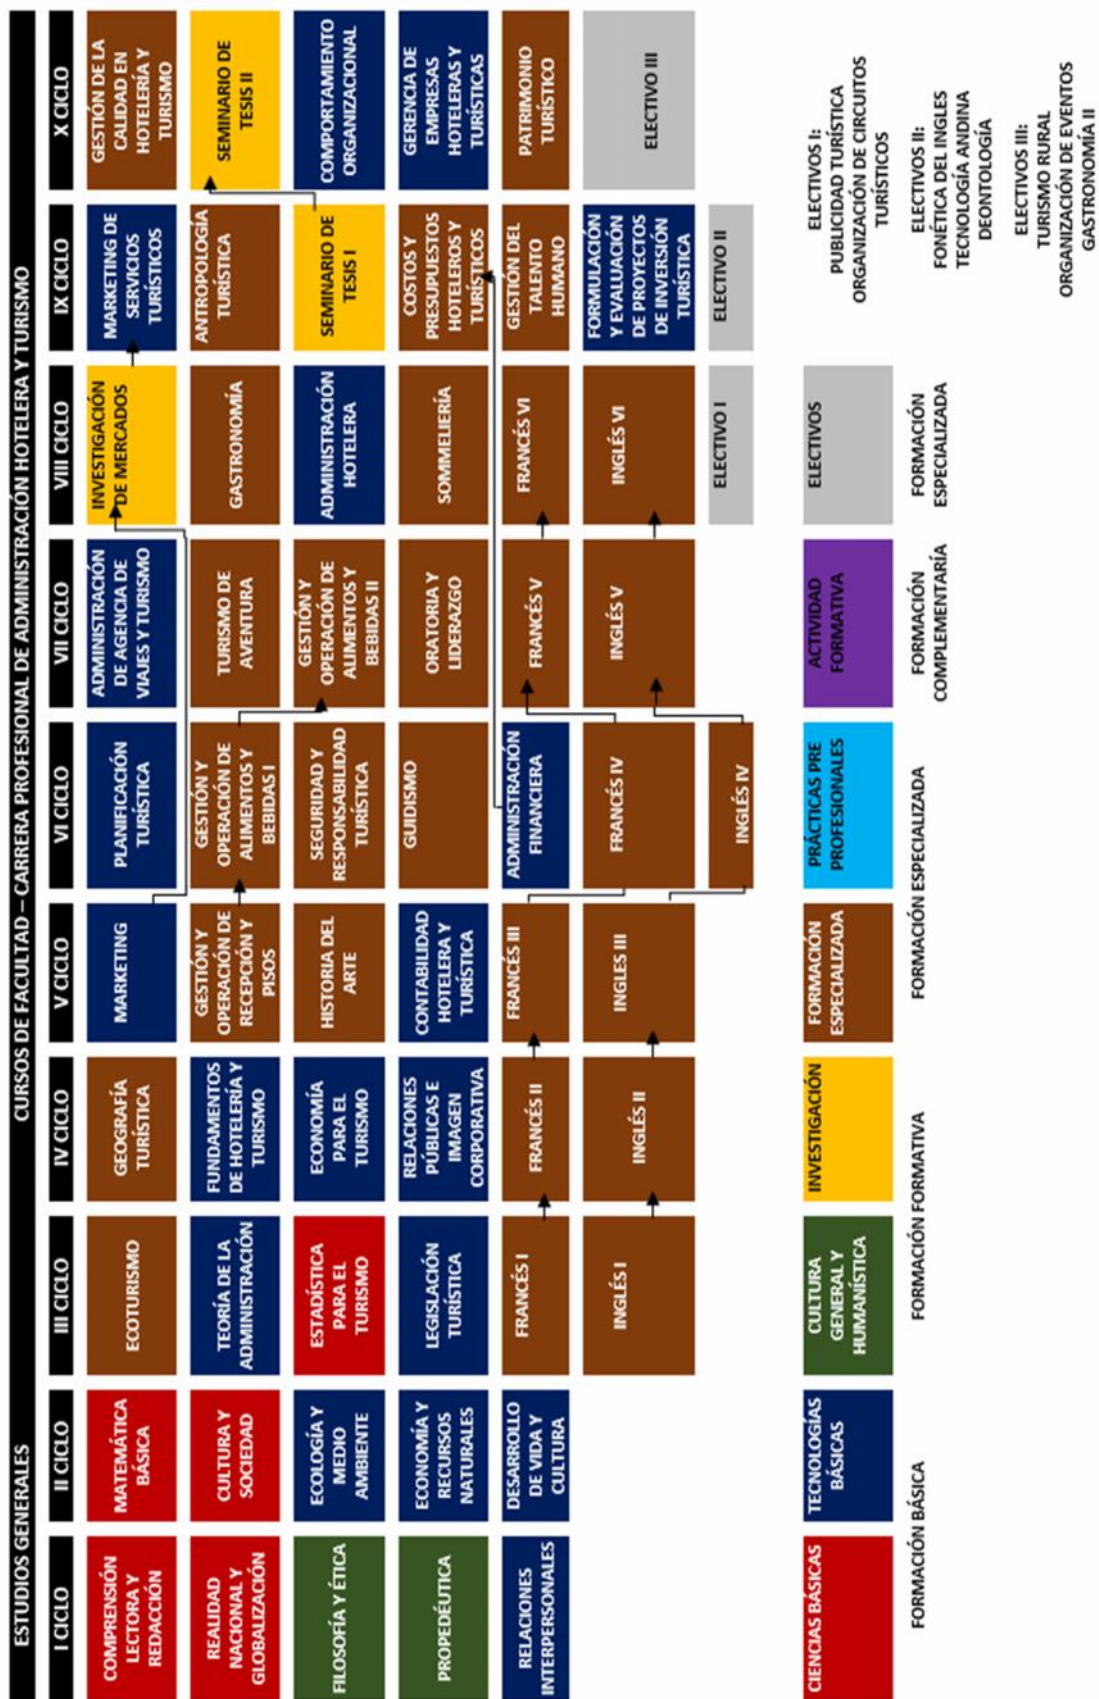 ESTUDIOS GENERALES
CURSOS DE FACULTAD – CARRERA PROFESIONAL DE ADMINISTRACIÓN HOTELERA Y TURISMO
I CICLO
II CICLO
III CICLO
IV CICLO
V CICLO
VI CICLO
VII CICLO
VIII CICLO
IX CICLO
X CICLO
COMPRENSIÓN
LECTORA Y
REDACCIÓN
MATEMÁTICA
BÁSICA
ECOTURISMO
GEOGRAFÍA
TURÍSTICA
MARKETING
PLANIFICACIÓN
TURÍSTICA
ADMINISTRACIÓN
DE AGENCIA DE
VIAJES Y TURISMO
INVESTIGACIÓN
DE MERCADOS
MARKETING DE
SERVICIOS
TURÍSTICOS
GESTIÓN DE LA
CALIDAD EN
HOTELERÍA Y
TURISMO
REALIDAD
NACIONAL Y
GLOBALIZACIÓN
CULTURA Y
SOCIEDAD
TEORÍA DE LA
ADMINISTRACIÓN
FUNDAMENTOS
DE HOTELERÍA Y
TURISMO
GESTIÓN Y
OPERACIÓN DE
RECEPCIÓN Y
PISOS
GESTIÓN Y
OPERACIÓN DE
ALIMENTOS Y
BEBIDAS I
TURISMO DE
AVENTURA
GASTRONOMÍA
ANTROPOLOGÍA
TURÍSTICA
SEMINARIO DE
TESIS II
FILOSOFÍA Y ÉTICA
ECOLOGÍA Y
MEDIO
AMBIENTE
ESTADÍSTICA
PARA EL
TURISMO
ECONOMÍA
PARA EL
TURISMO
HISTORIA DEL
ARTE
SEGURIDAD Y
RESPONSABILIDAD
TURÍSTICA
GESTIÓN Y
OPERACIÓN DE
ALIMENTOS Y
BEBIDAS II
ADMINISTRACIÓN
HOTELERA
SEMINARIO DE
TESIS I
COMPORTAMIENTO
ORGANIZACIONAL
PROPEDÉUTICA
ECONOMÍA Y
RECURSOS
NATURALES
LEGISLACIÓN
TURÍSTICA
RELACIONES
PÚBLICAS E
IMAGEN
CORPORATIVA
CONTABILIDAD
HOTELERA Y
TURÍSTICA
GUIDISMO
ORATORIA Y
LIDERAZGO
SOMMELIERÍA
COSTOS Y
PRESUPUESTOS
HOTELEROS Y
TURÍSTICOS
GERENCIA DE
EMPRESAS
HOTELERAS Y
TURÍSTICAS
RELACIONES
INTERPERSONALES
DESARROLLO
DE VIDA Y
CULTURA
FRANCÉS I
FRANCÉS II
FRANCÉS III
ADMINISTRACIÓN
FINANCIERA
FRANCÉS V
FRANCÉS VI
GESTIÓN DEL
TALENTO
HUMANO
PATRIMONIO
TURÍSTICO
INGLÉS I
INGLÉS II
INGLES III
FRANCÉS IV
INGLÉS V
INGLÉS VI
FORMULACIÓN
Y EVALUACIÓN
DE PROYECTOS
DE INVERSIÓN
TURÍSTICA
ELECTIVO III
INGLÉS IV
ELECTIVO I
ELECTIVO II
CIENCIAS BÁSICAS
TECNOLOGÍAS
BÁSICAS
CULTURA
GENERAL Y
HUMANÍSTICA
INVESTIGACIÓN
FORMACIÓN
ESPECIALIZADA
PRÁCTICAS PRE
PROFESIONALES
ACTIVIDAD
FORMATIVA
ELECTIVOS
FORMACIÓN BÁSICA
FORMACIÓN FORMATIVA
FORMACIÓN ESPECIALIZADA
FORMACIÓN
COMPLEMENTARÍA
FORMACIÓN
ESPECIALIZADA
ELECTIVOS I:
PUBLICIDAD TURÍSTICA
ORGANIZACIÓN DE CIRCUITOS
TURÍSTICOS
ELECTIVOS II:
FONÉTICA DEL INGLES
TECNOLOGÍA ANDINA
DEONTOLOGÍA
ELECTIVOS III:
TURISMO RURAL
ORGANIZACIÓN DE EVENTOS
GASTRONOMÍA II